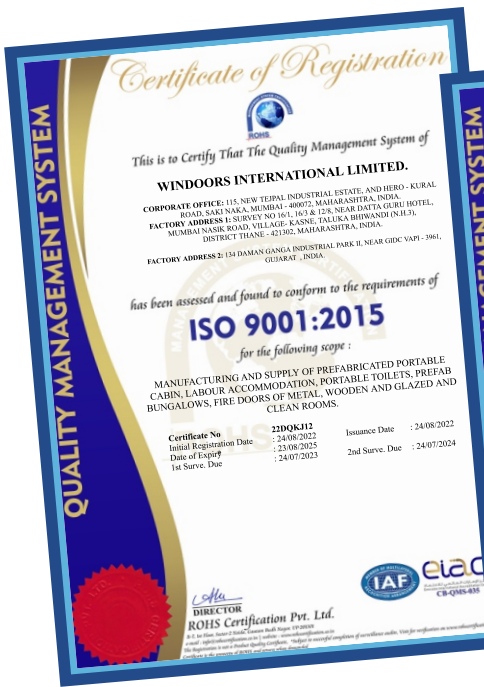 Certificate of Registration
ROHS
This is to Certify That The Quality Management System of
WINDOORS INTERNATIONAL LIMITED.
CORPORATE OFFICE: 115, NEW TEJPAL INDUSTRIAL ESTATE, AND HERO - KURAL
ROAD, SAKI NAKA, MUMBAI - 400072, MAHARASHTRA, INDIA.
FACTORY ADDRESS 1: SURVEY NO 16/1, 16/3 & 12/8, NEAR DATTA GURU HOTEL,
MUMBAI NASIK ROAD, VILLAGE- KASNE, TALUKA BHIWANDI (N.H.3),
DISTRICT THANE - 421302, MAHARASHTRA, INDIA.
FACTORY ADDRESS 2: 134 DAMAN GANGA INDUSTRIAL PARK II, NEAR GIDC VAPI - 3961,
GUJARAT , INDIA.
has been assessed and found to conform to the requirements of
ISO 9001:2015
for the following scope :
MANUFACTURING AND SUPPLY OF PREFABRICATED PORTABLE
CABIN, LABOUR ACCOMMODATION, PORTABLE TOILETS, PREFAB
BUNGALOWS, FIRE DOORS OF METAL, WOODEN AND GLAZED AND
CLEAN ROOMS.
Certificate No 22DQKJ12
Initial Registration Date : 24/08/2022 Issuance Date : 24/08/2022
Date of Expiry : 23/08/2025
1st Surve. Due : 24/07/2023 2nd Surve. Due : 24/07/2024
QUALITY MANAGEMENT SYSTEM
DIRECTOR
ROHS Certification Pvt. Ltd.
IAF
eiac
CB-QMS-035